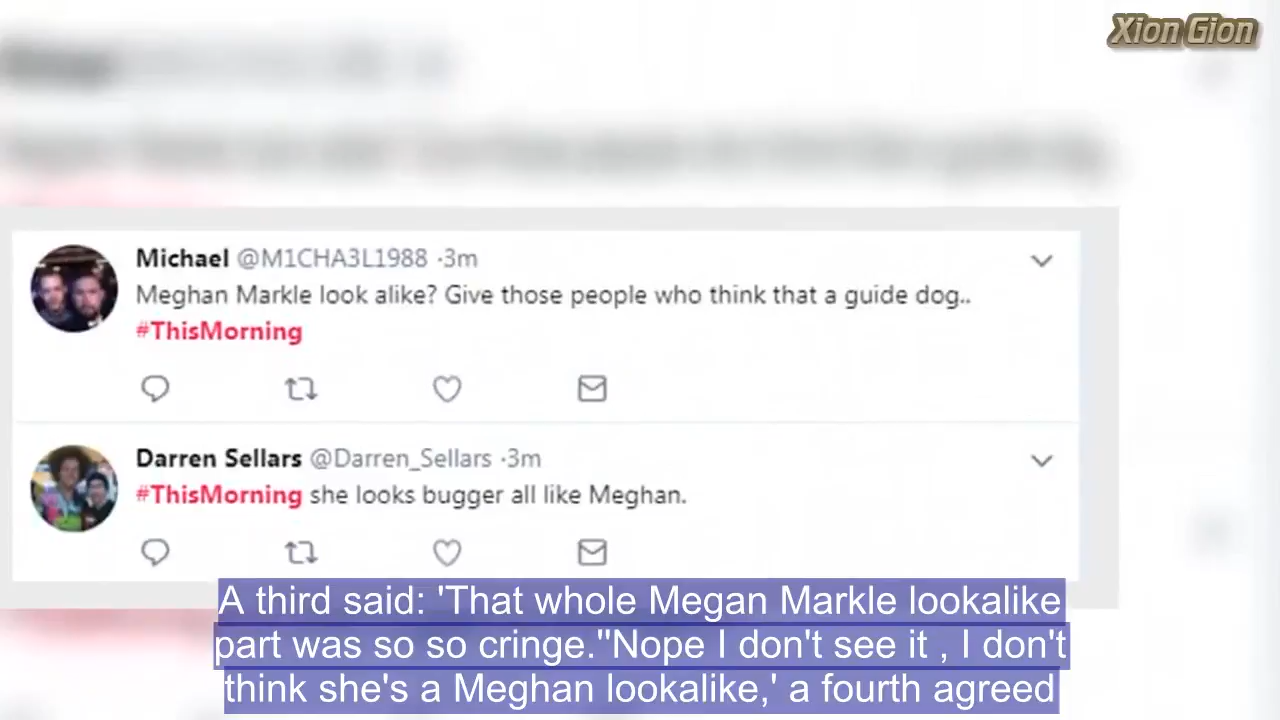 Xion Gion
Michael @M1CHA3L1988 ·3m
Meghan Markle look alike? Give those people who think that a guide dog..
#ThisMorning
Darren Sellars @Darren_Sellars ·3m
#ThisMorning she looks bugger all like Meghan.
A third said: 'That whole Megan Markle lookalike
part was so so cringe.''Nope I don't see it , I don't
think she's a Meghan lookalike,' a fourth agreed